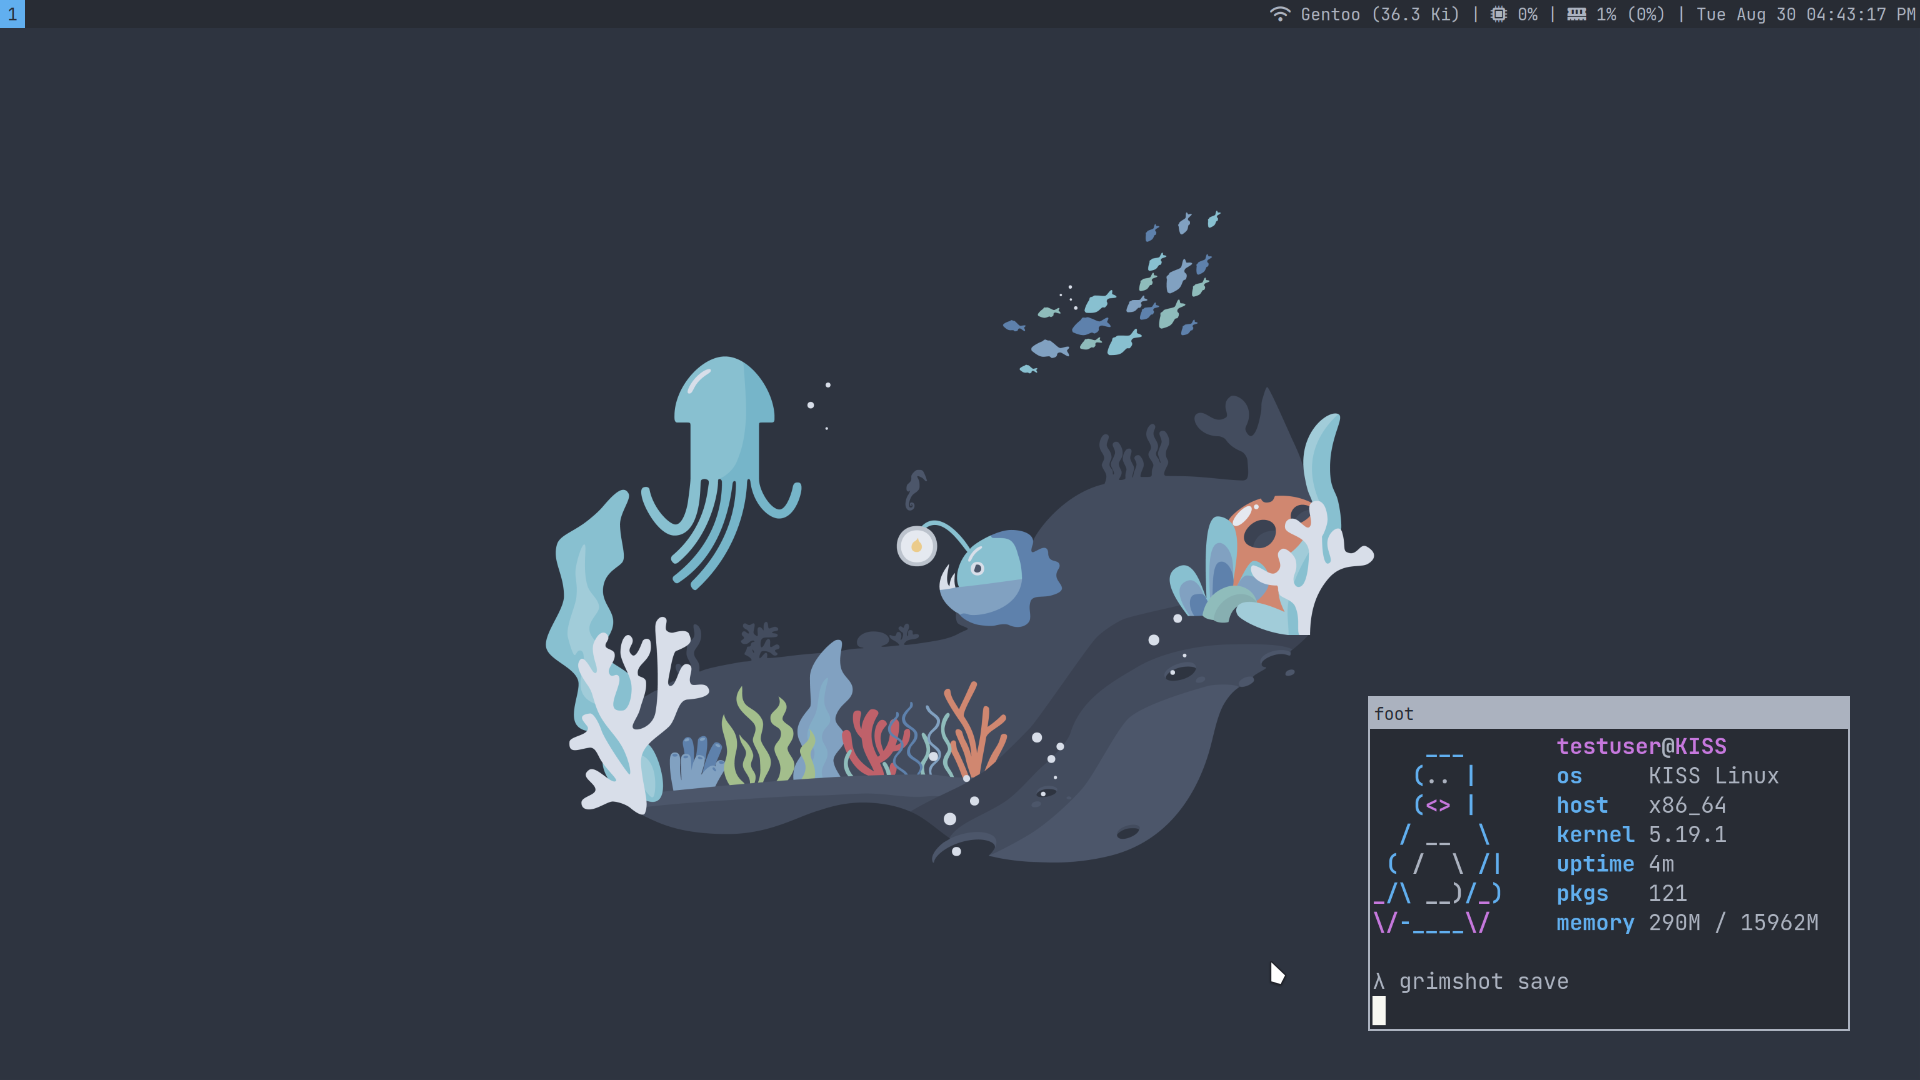 1
Gentoo (36.3 Ki) | 0% | 1% (0%) | Tue Aug 30 04:43:17 PM
foot
    ___       testuser@KISS
   (.. |      os     KISS Linux
   (<> |      host   x86_64
  / __  \     kernel 5.19.1
 ( /  \ /|    uptime 4m
_/\ __)/_)    pkgs   121
\/-____\/     memory 290M / 15962M
λ grimshot save